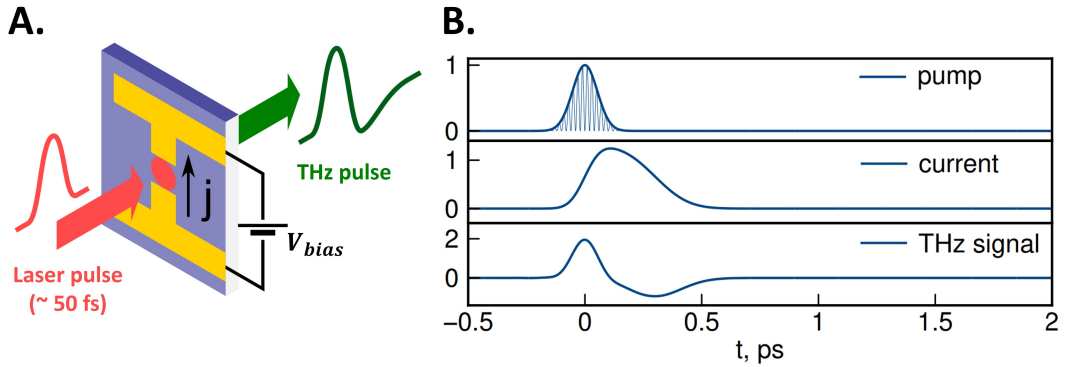 A.
THz pulse
j
V_bias
Laser pulse
(~ 50 fs)
B.
1
pump
0
1
current
0
2
THz signal
0
-0.5 0 0.5 1 1.5 2
t, ps